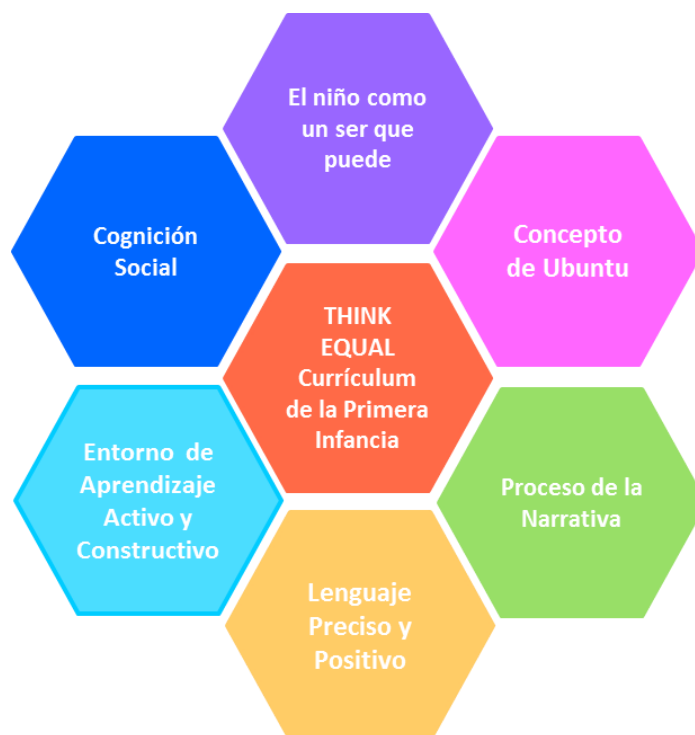 El niño como
un ser que
puede
Cognición
Social
Concepto
de Ubuntu
THINK
EQUAL
Currículum
de la Primera
Infancia
Entorno de
Aprendizaje
Activo y
Constructivo
Proceso de la
Narrativa
Lenguaje
Preciso y
Positivo